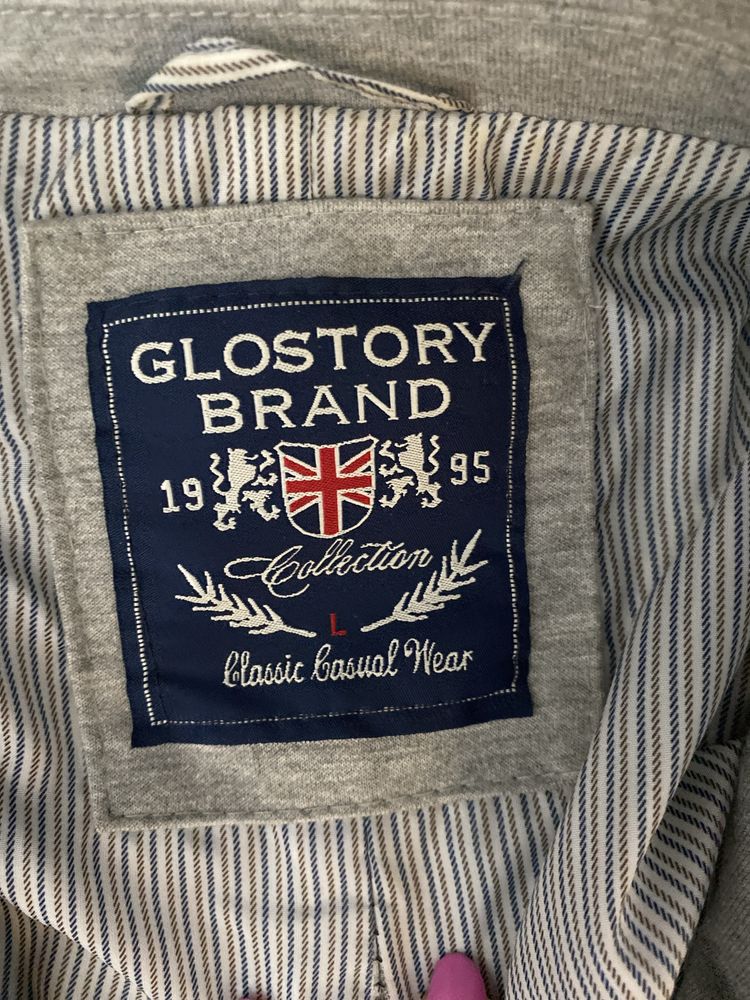 GLOSTORY
BRAND
19 95
Collection
L
Classic Casual Wear